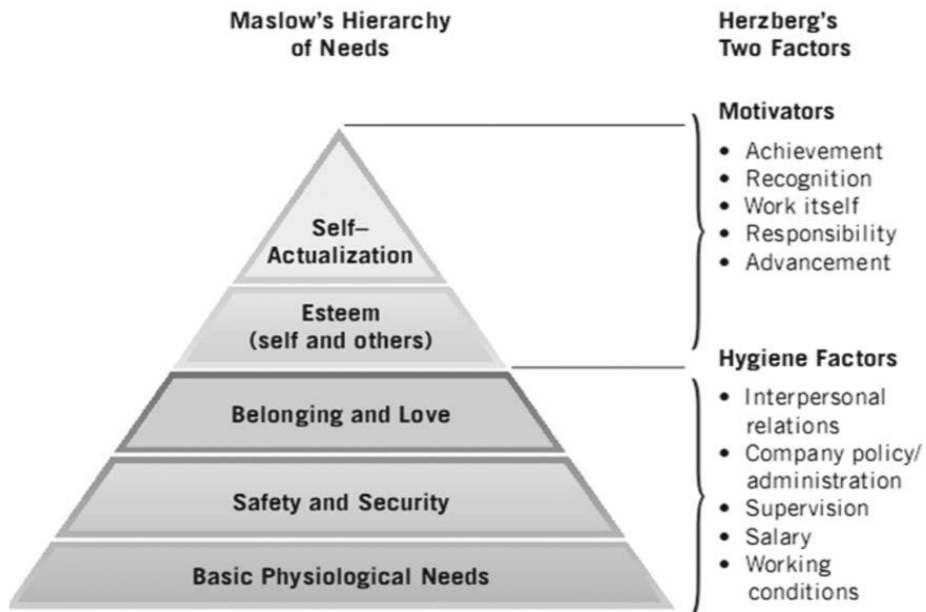 Maslow's Hierarchy
of Needs
Self–
Actualization
Esteem
(self and others)
Belonging and Love
Safety and Security
Basic Physiological Needs
Herzberg's
Two Factors
Motivators
• Achievement
• Recognition
• Work itself
• Responsibility
• Advancement
Hygiene Factors
• Interpersonal
relations
• Company policy/
administration
• Supervision
• Salary
• Working
conditions